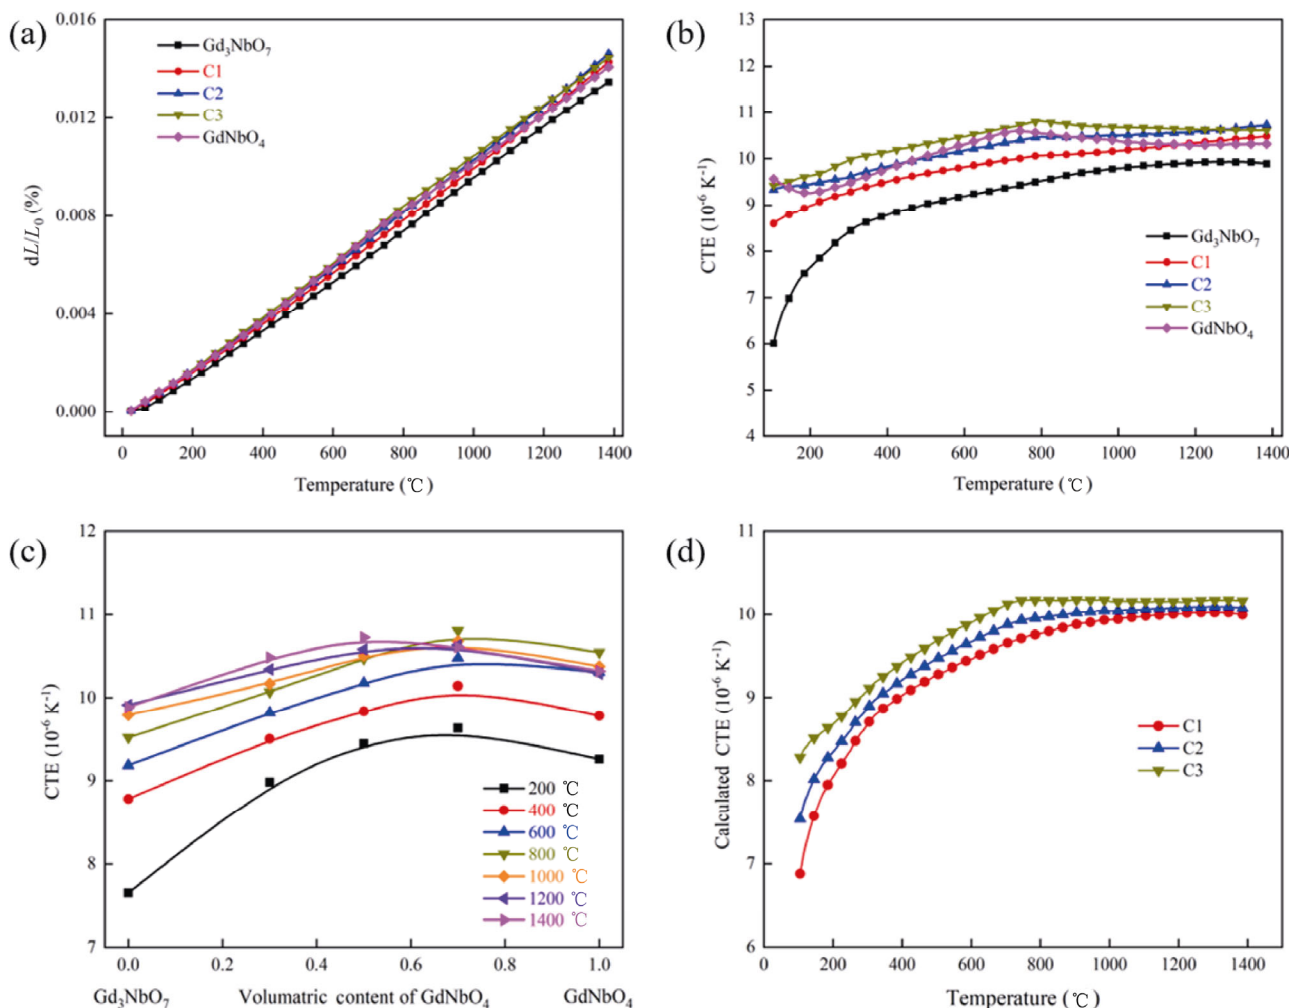 (a)
0.016
0.012
0.008
0.004
0.000
dL/L₀ (%)
Gd₃NbO₇
C1
C2
C3
GdNbO₄
0 200 400 600 800 1000 1200 1400
Temperature (℃)
(b)
13
12
11
10
9
8
7
6
5
4
CTE (10⁻⁶ K⁻¹)
Gd₃NbO₇
C1
C2
C3
GdNbO₄
200 400 600 800 1000 1200 1400
Temperature (℃)
(c)
12
11
10
9
8
7
CTE (10⁻⁶ K⁻¹)
200 ℃
400 ℃
600 ℃
800 ℃
1000 ℃
1200 ℃
1400 ℃
0.0 0.2 0.4 0.6 0.8 1.0
Gd₃NbO₇ Volumatric content of GdNbO₄ GdNbO₄
(d)
11
10
9
8
7
6
Calculated CTE (10⁻⁶ K⁻¹)
C1
C2
C3
0 200 400 600 800 1000 1200 1400
Temperature (℃)